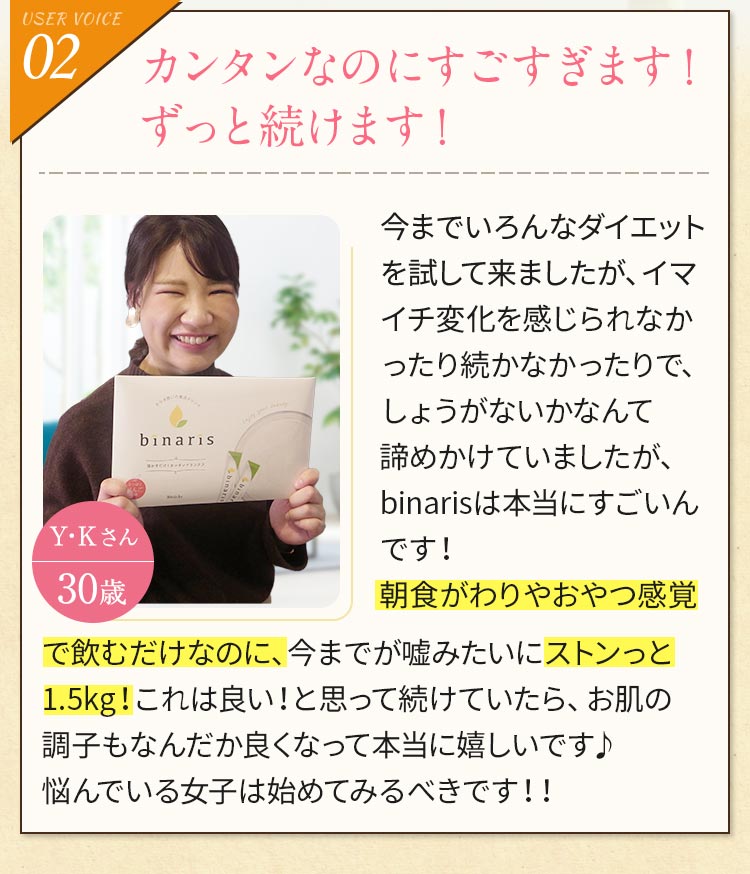 USER VOICE
02
カンタンなのにすごすぎます！
ずっと続けます！
今までいろんなダイエット
を試して来ましたが、イマ
イチ変化を感じられなか
ったり続かなかったりで、
しょうがないかなんて
諦めかけていましたが、
binarisは本当にすごいん
です！
朝食がわりやおやつ感覚
で飲むだけなのに、今までが嘘みたいにストンっと
1.5kg！これは良い！と思って続けていたら、お肌の
調子もなんだか良くなって本当に嬉しいです♪
悩んでいる女子は始めてみるべきです！！
binaris
Y・Kさん
30歳